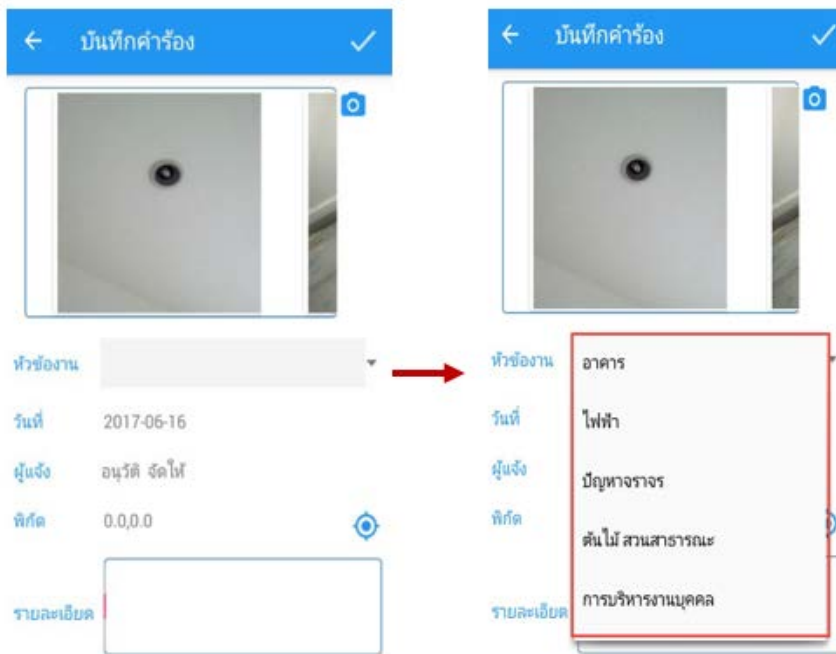 บันทึกคำร้อง
หัวข้องาน
วันที่ 2017-06-16
ผู้แจ้ง อนุวัติ จัดให้
พิกัด 0.0,0.0
รายละเอียด
บันทึกคำร้อง
หัวข้องาน อาคาร
วันที่ ไฟฟ้า
ผู้แจ้ง ปัญหาจราจร
พิกัด ต้นไม้ สวนสาธารณะ
รายละเอียด การบริหารงานบุคคล